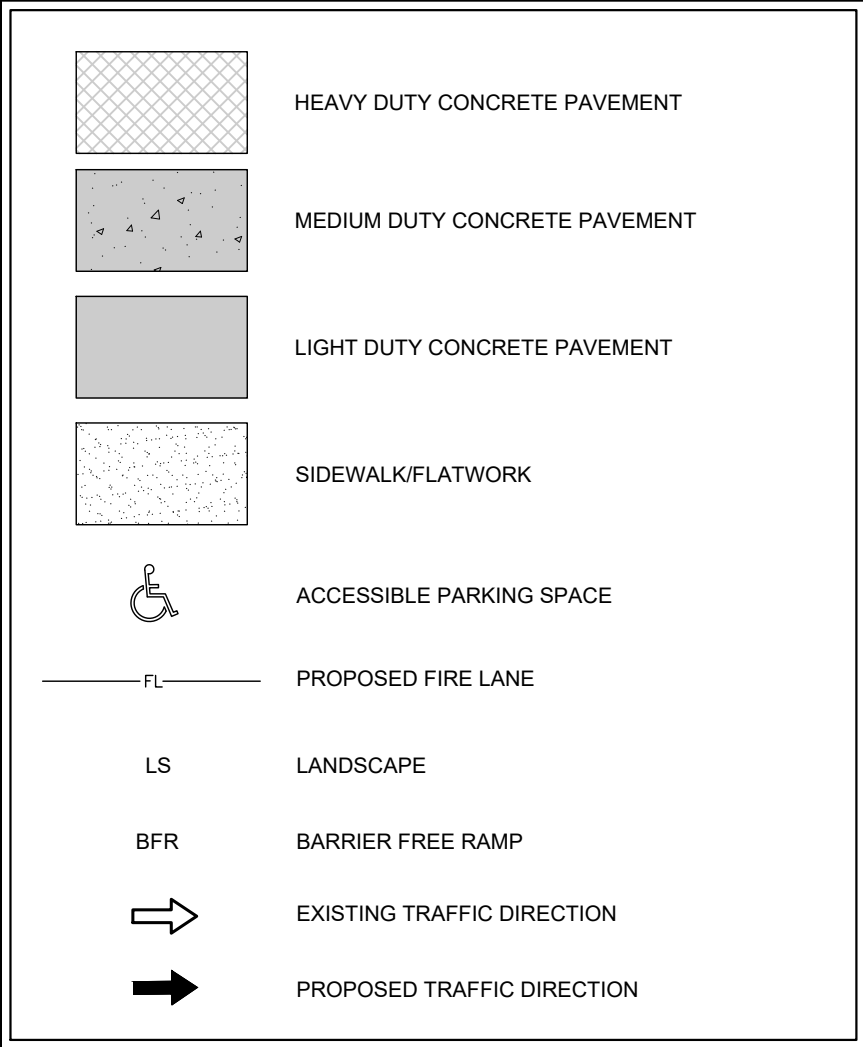 HEAVY DUTY CONCRETE PAVEMENT
MEDIUM DUTY CONCRETE PAVEMENT
LIGHT DUTY CONCRETE PAVEMENT
SIDEWALK/FLATWORK
ACCESSIBLE PARKING SPACE
FL PROPOSED FIRE LANE
LS LANDSCAPE
BFR BARRIER FREE RAMP
EXISTING TRAFFIC DIRECTION
PROPOSED TRAFFIC DIRECTION